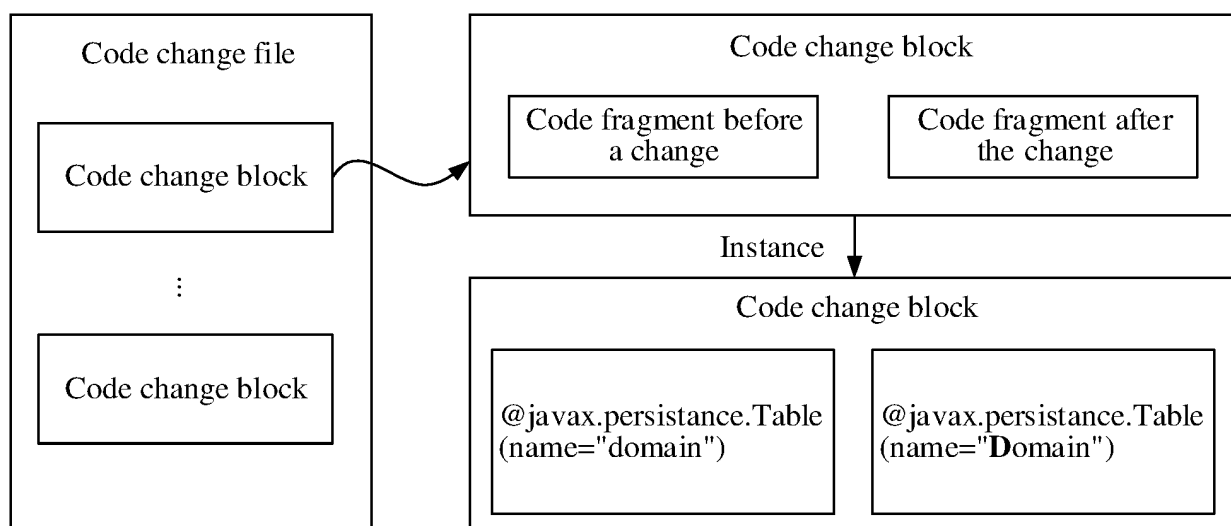 Code change file
Code change block
⋮
Code change block
Code change block
Code fragment before
a change
Code fragment after
the change
Instance
Code change block
@javax.persistance.Table
(name="domain")
@javax.persistance.Table
(name="Domain")